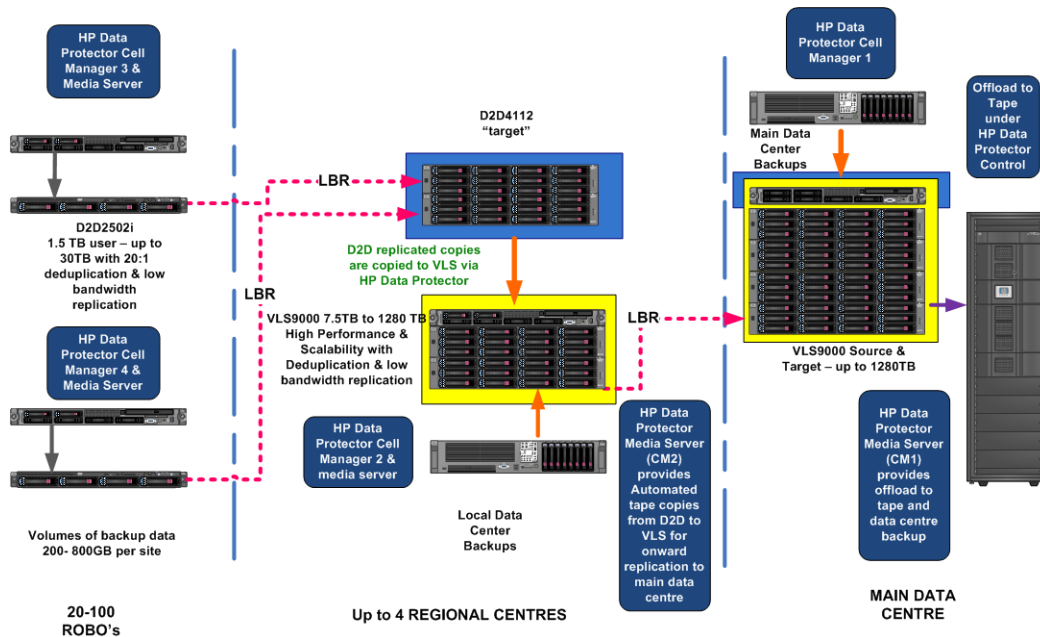 HP Data
Protector Cell
Manager 3 &
Media Server
D2D2502i
1.5 TB user – up to
30TB with 20:1
deduplication & low
bandwidth
replication
HP Data
Protector Cell
Manager 4 &
Media Server
Volumes of backup data
200- 800GB per site
20-100
ROBO's
LBR
LBR
D2D4112
"target"
D2D replicated copies
are copied to VLS via
HP Data Protector
VLS9000 7.5TB to 1280 TB
High Performance &
Scalability with
Deduplication & low
bandwidth replication
HP Data
Protector Cell
Manager 2 &
media server
Local Data
Center
Backups
LBR
HP Data
Protector
Media Server
(CM2)
provides
Automated
tape copies
from D2D to
VLS for
onward
replication to
main data
centre
Up to 4 REGIONAL CENTRES
HP Data
Protector Cell
Manager 1
Main Data
Center
Backups
VLS9000 Source &
Target – up to 1280TB
Offload to
Tape
under
HP Data
Protector
Control
HP Data
Protector
Media Server
(CM1)
provides
offload to
tape and
data centre
backup
MAIN DATA
CENTRE